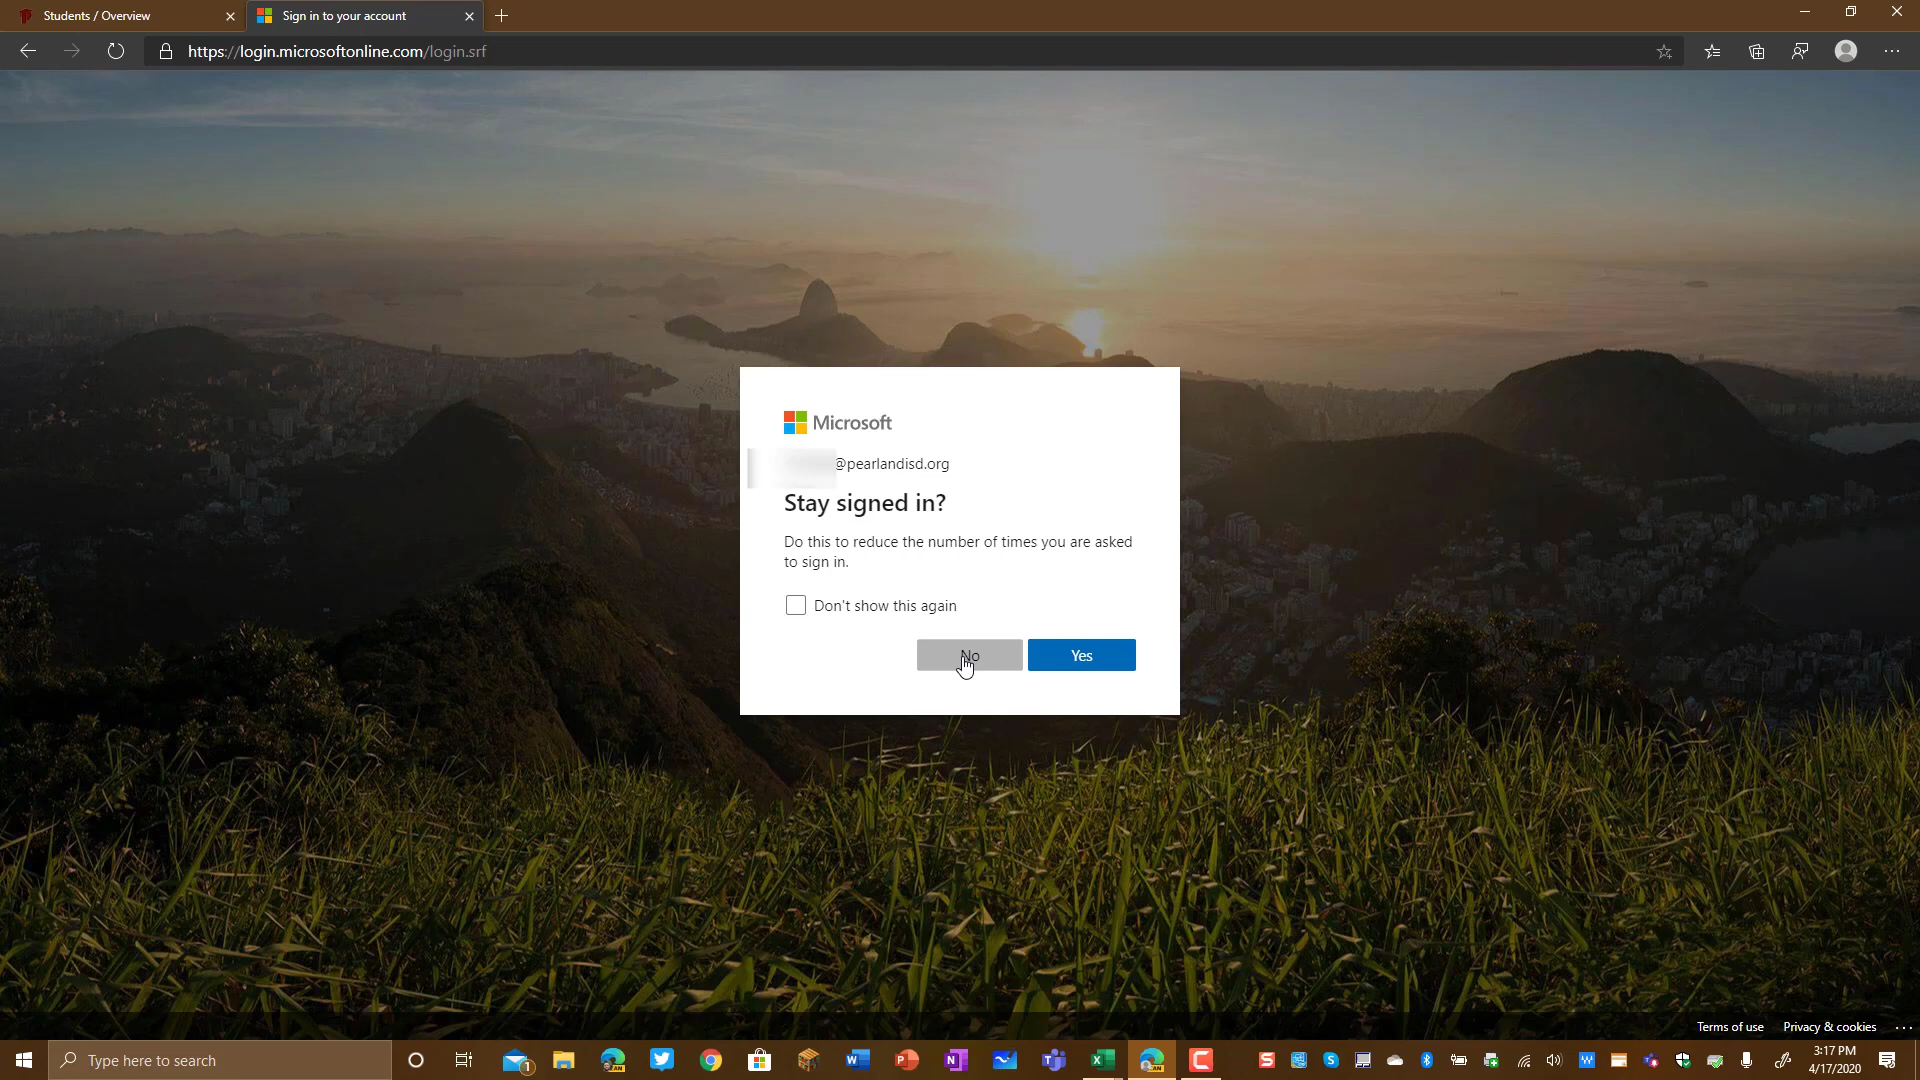 Students / Overview
Sign in to your account
https://login.microsoftonline.com/login.srf
Microsoft
@pearlandisd.org
Stay signed in?
Do this to reduce the number of times you are asked
to sign in.
Don't show this again
No
Yes
Terms of use
Privacy & cookies
Type here to search
1
3:17 PM
4/17/2020